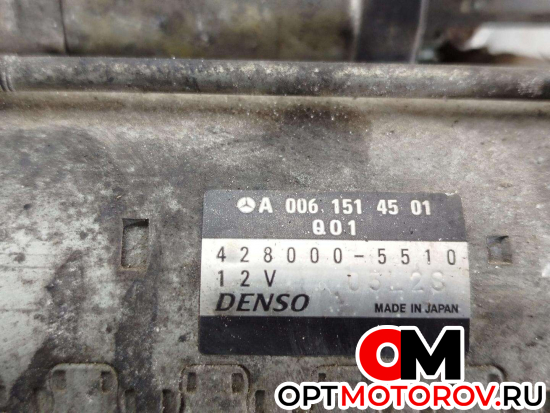 A 006 151 45 01
Q01
428000-5510
12V
DENSO MADE IN JAPAN
OM
OPTMOTOROV.RU